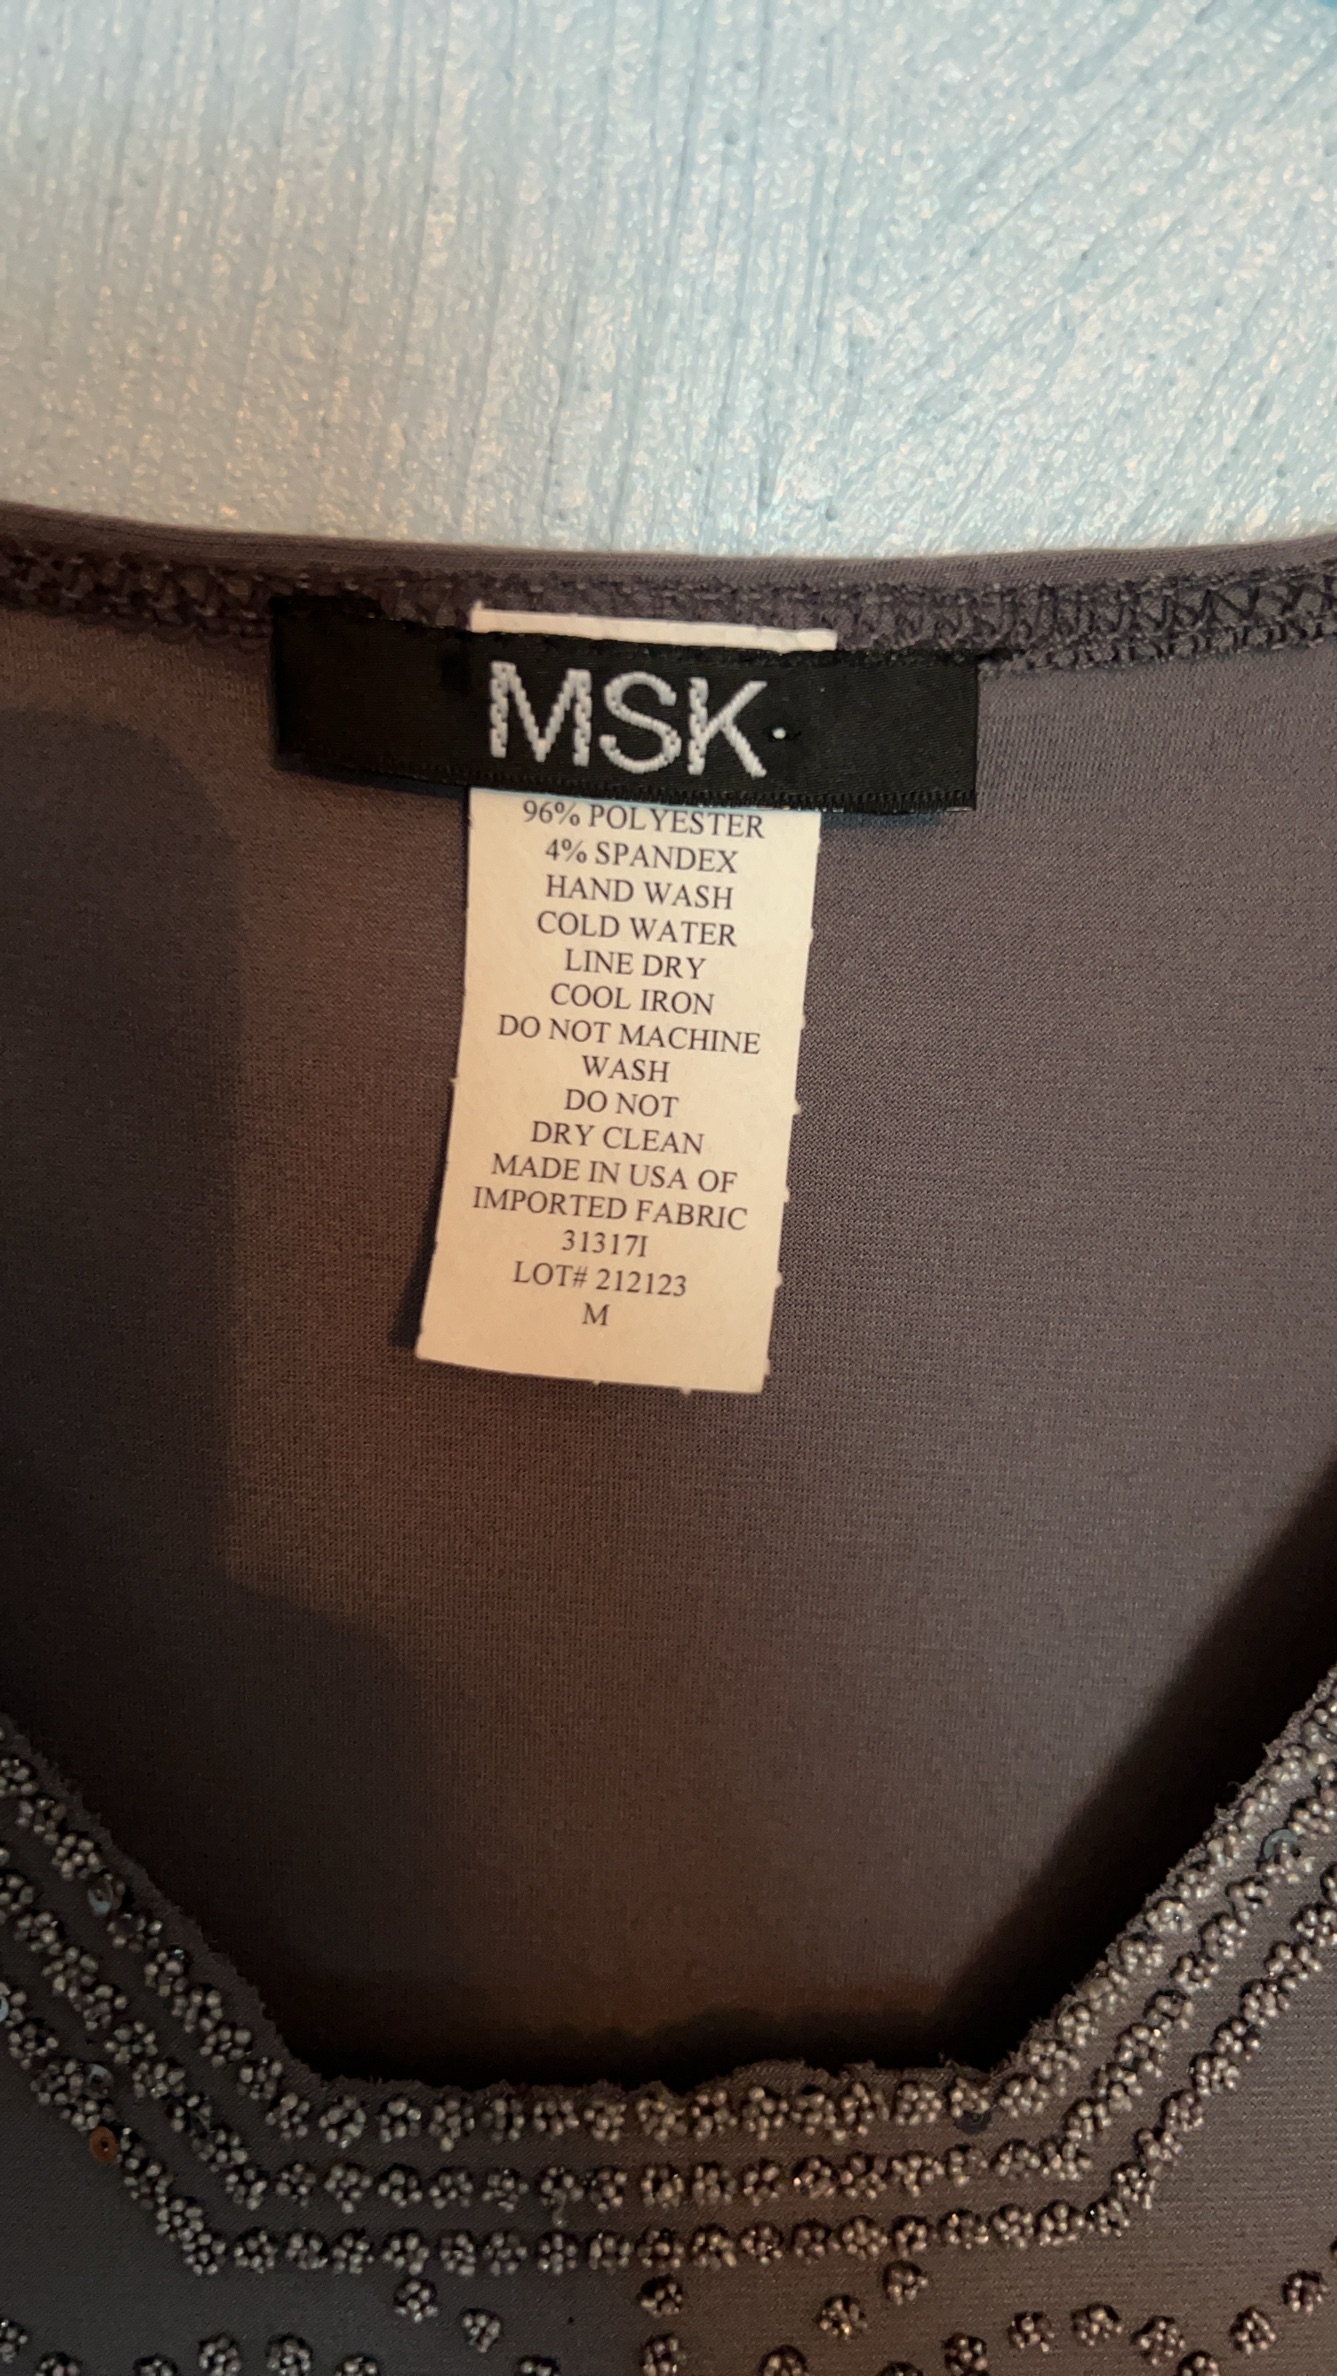 MSK.
96% POLYESTER
4% SPANDEX
HAND WASH
COLD WATER
LINE DRY
COOL IRON
DO NOT MACHINE
WASH
DO NOT
DRY CLEAN
MADE IN USA OF
IMPORTED FABRIC
31317I
LOT# 212123
M